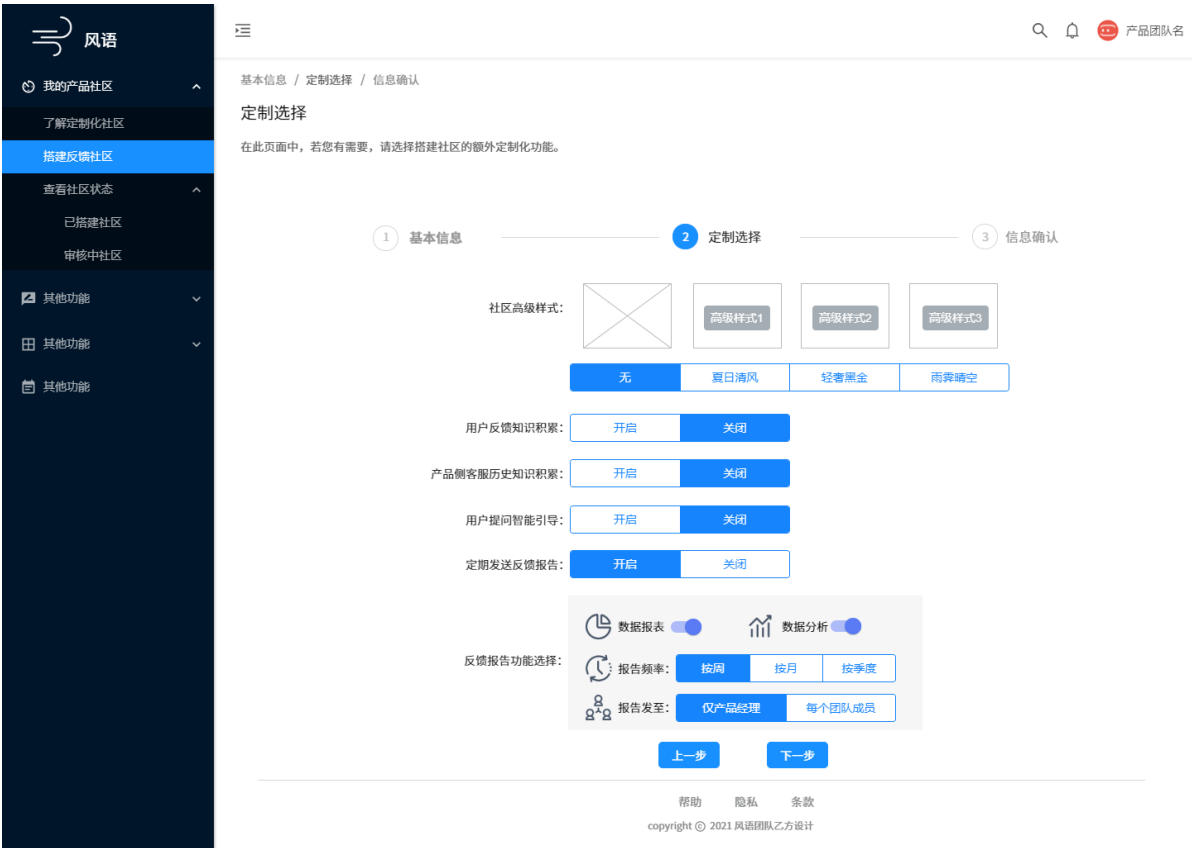 风语
产品团队名
我的产品社区
了解定制化社区
搭建反馈社区
查看社区状态
已搭建社区
审核中社区
其他功能
其他功能
其他功能
基本信息 / 定制选择 / 信息确认
定制选择
在此页面中，若您有需要，请选择搭建社区的额外定制化功能。
1 基本信息 2 定制选择 3 信息确认
社区高级样式： 高级样式1 高级样式2 高级样式3
无 夏日清风 轻奢黑金 雨霁晴空
用户反馈知识积累： 开启 关闭
产品侧客服历史知识积累： 开启 关闭
用户提问智能引导： 开启 关闭
定期发送反馈报告： 开启 关闭
数据报表 数据分析
反馈报告功能选择：
报告频率： 按周 按月 按季度
报告发至： 仅产品经理 每个团队成员
上一步 下一步
帮助 隐私 条款
copyright © 2021 风语团队乙方设计